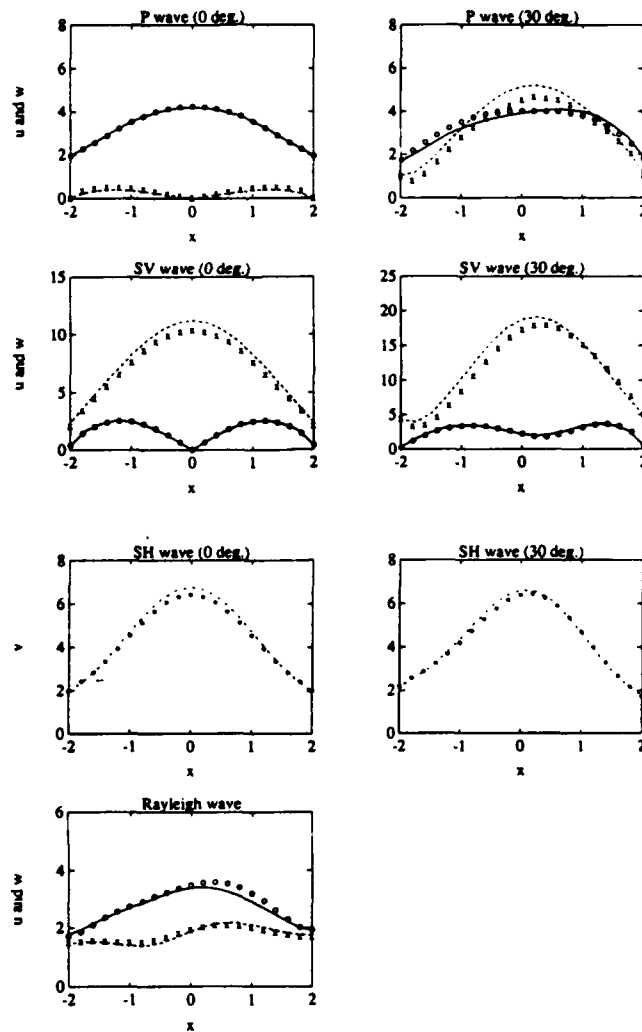 P wave (0 deg.)
8
6
4
2
0
-2 -1 0 1 2
x
u and w
P wave (30 deg.)
8
6
4
2
0
-2 -1 0 1 2
x
SV wave (0 deg.)
15
10
5
0
-2 -1 0 1 2
x
u and w
SV wave (30 deg.)
25
20
15
10
5
0
-2 -1 0 1 2
x
SH wave (0 deg.)
8
6
4
2
0
-2 -1 0 1 2
x
v
SH wave (30 deg.)
8
6
4
2
0
-2 -1 0 1 2
x
Rayleigh wave
6
4
2
0
-2 -1 0 1 2
x
u and w